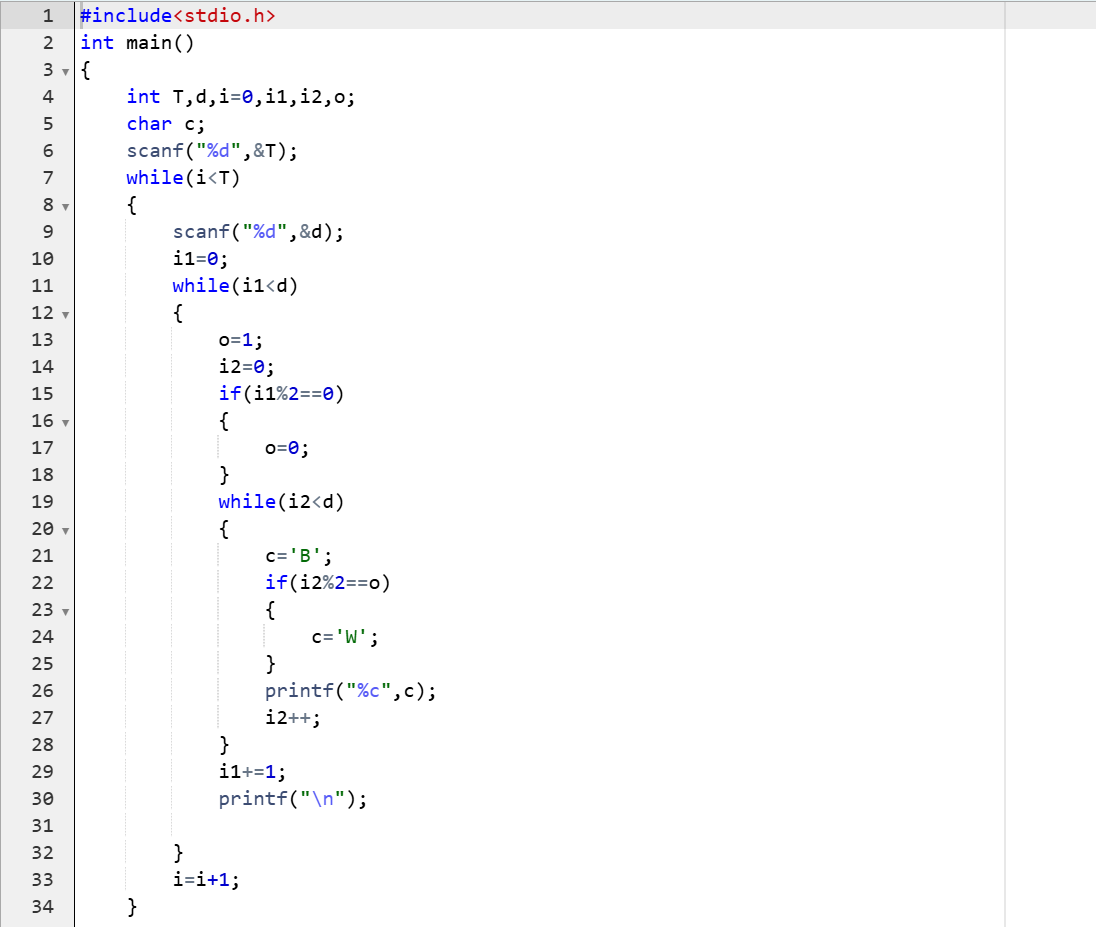 1 #include<stdio.h>
2 int main()
3 {
4     int T,d,i=0,i1,i2,o;
5     char c;
6     scanf("%d",&T);
7     while(i<T)
8     {
9         scanf("%d",&d);
10         i1=0;
11         while(i1<d)
12         {
13             o=1;
14             i2=0;
15             if(i1%2==0)
16             {
17                 o=0;
18             }
19             while(i2<d)
20             {
21                 c='B';
22                 if(i2%2==o)
23                 {
24                     c='W';
25                 }
26                 printf("%c",c);
27                 i2++;
28             }
29             i1+=1;
30             printf("\n");
31
32         }
33         i=i+1;
34     }